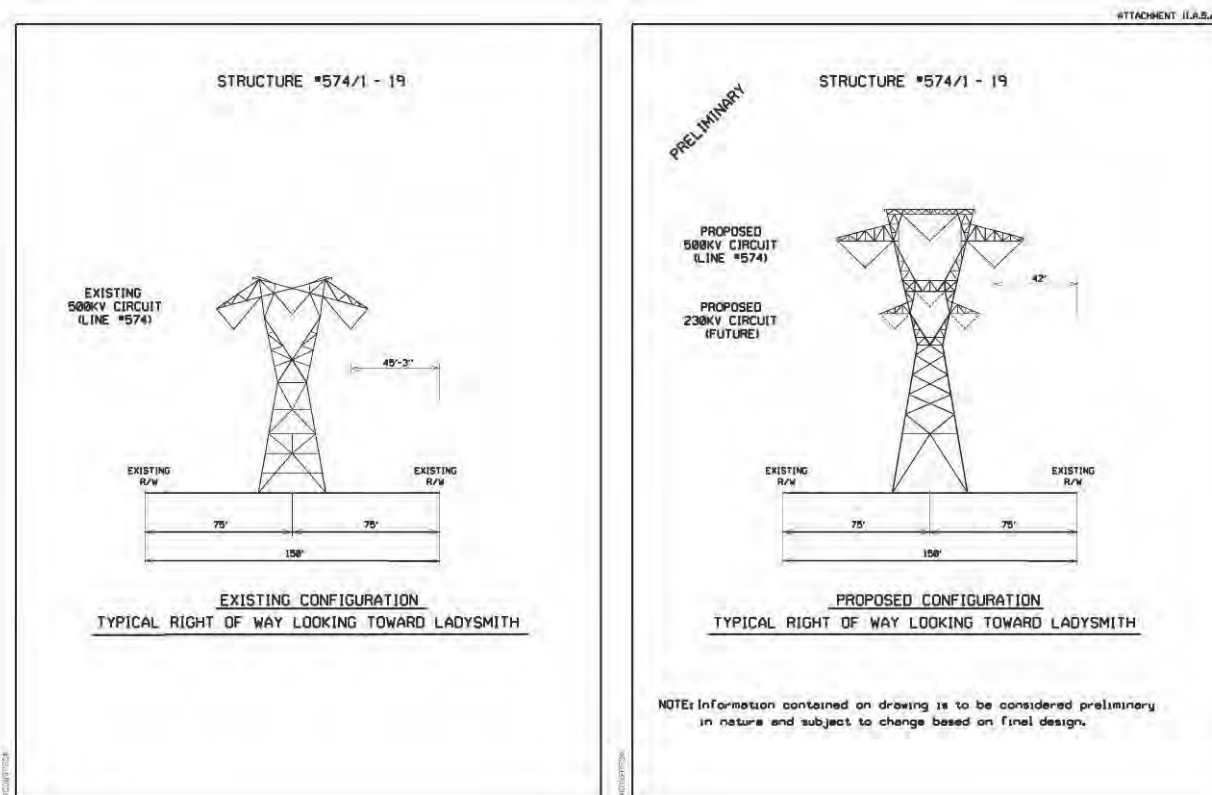 ATTACHMENT II.A.5.
STRUCTURE #574/1 - 19
EXISTING
500KV CIRCUIT
(LINE #574)
45'-3"
EXISTING
R/W
EXISTING
R/W
75'
75'
150'
EXISTING CONFIGURATION
TYPICAL RIGHT OF WAY LOOKING TOWARD LADYSMITH
STRUCTURE #574/1 - 19
PRELIMINARY
PROPOSED
500KV CIRCUIT
(LINE #574)
PROPOSED
230KV CIRCUIT
(FUTURE)
42'
EXISTING
R/W
EXISTING
R/W
75'
75'
150'
PROPOSED CONFIGURATION
TYPICAL RIGHT OF WAY LOOKING TOWARD LADYSMITH
NOTE: Information contained on drawing is to be considered preliminary
in nature and subject to change based on final design.